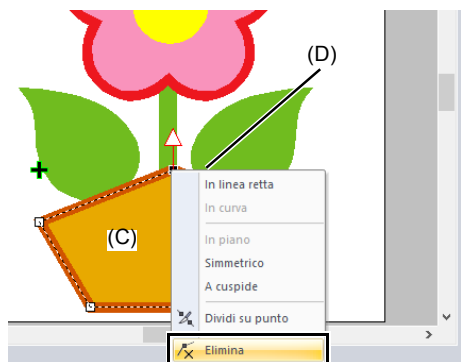 (D)
(C)
In linea retta
In curva
In piano
Simmetrico
A cuspide
Dividi su punto
Elimina